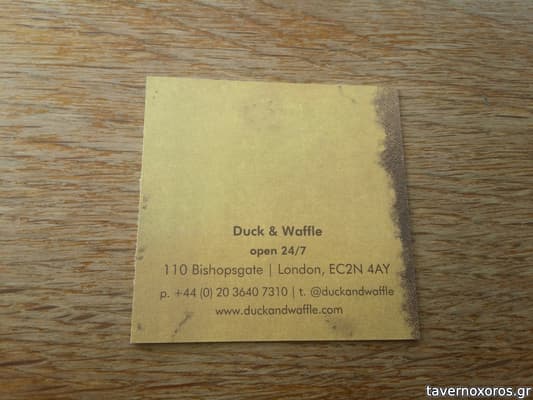 Duck & Waffle
open 24/7
110 Bishopsgate | London, EC2N 4AY
p. +44 (0) 20 3640 7310 | t. @duckandwaffle
www.duckandwaffle.com
tavernoxoros.gr